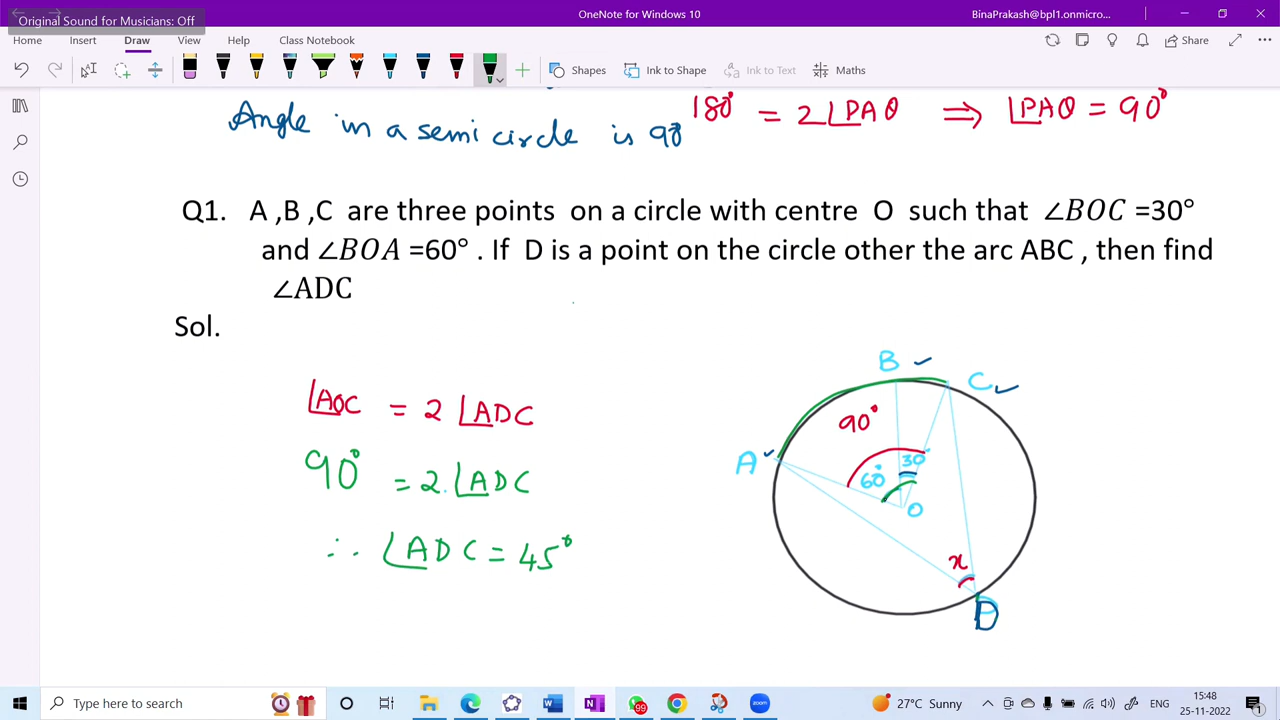 Original Sound for Musicians: Off
OneNote for Windows 10
BinaPrakash@bpl1.onmicro...
Home Insert Draw View Help Class Notebook
Share
Shapes Ink to Shape Ink to Text Maths
Angle in a semi circle is 90°
180° = 2∠PAQ ⇒ ∠PAQ = 90°
Q1. A ,B ,C are three points on a circle with centre O such that ∠BOC =30°
and ∠BOA =60° . If D is a point on the circle other the arc ABC , then find
∠ADC
Sol.
∠AOC = 2 ∠ADC
90° = 2.∠ADC
∴ ∠ADC = 45°
B ✓
C ✓
90°
A ✓
30°
60°
O
x
D
Type here to search
99
27°C Sunny
15:48
25-11-2022
1